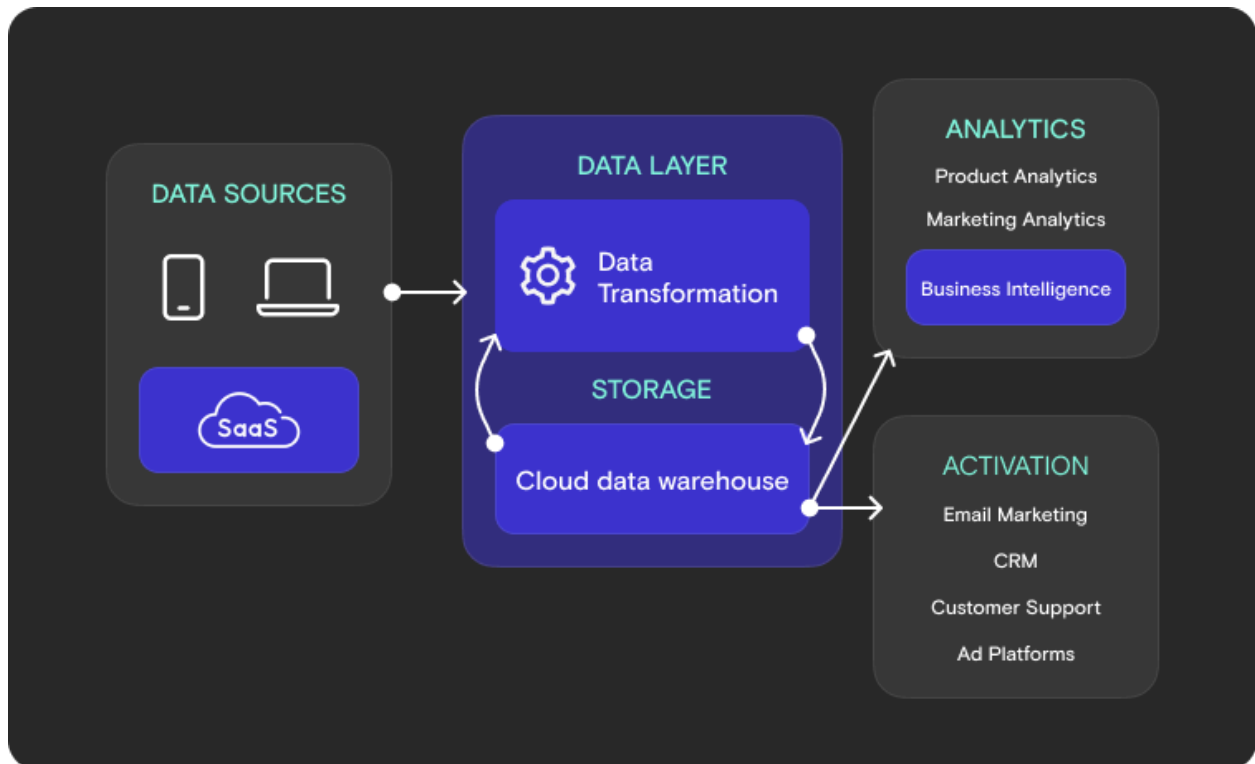 DATA SOURCES
SaaS
DATA LAYER
Data
Transformation
STORAGE
Cloud data warehouse
ANALYTICS
Product Analytics
Marketing Analytics
Business Intelligence
ACTIVATION
Email Marketing
CRM
Customer Support
Ad Platforms